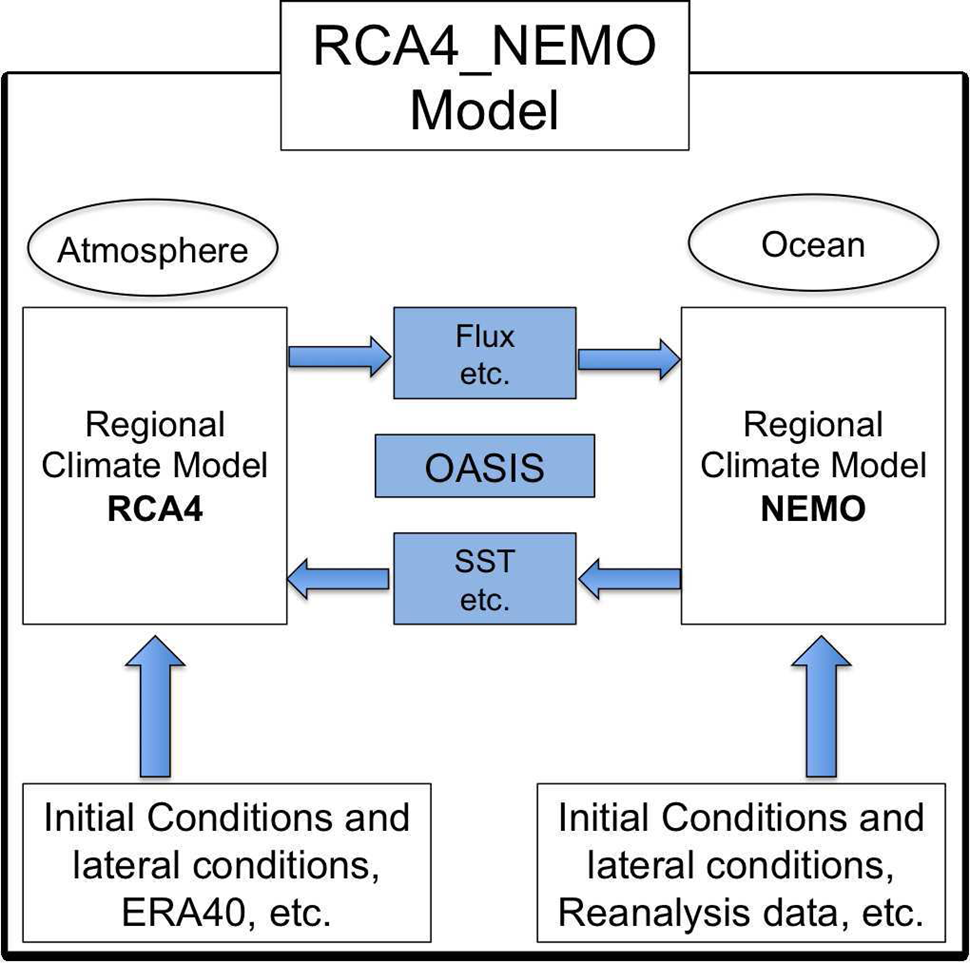 RCA4_NEMO
Model
Atmosphere
Ocean
Regional
Climate Model
RCA4
Flux
etc.
OASIS
SST
etc.
Regional
Climate Model
NEMO
Initial Conditions and
lateral conditions,
ERA40, etc.
Initial Conditions and
lateral conditions,
Reanalysis data, etc.